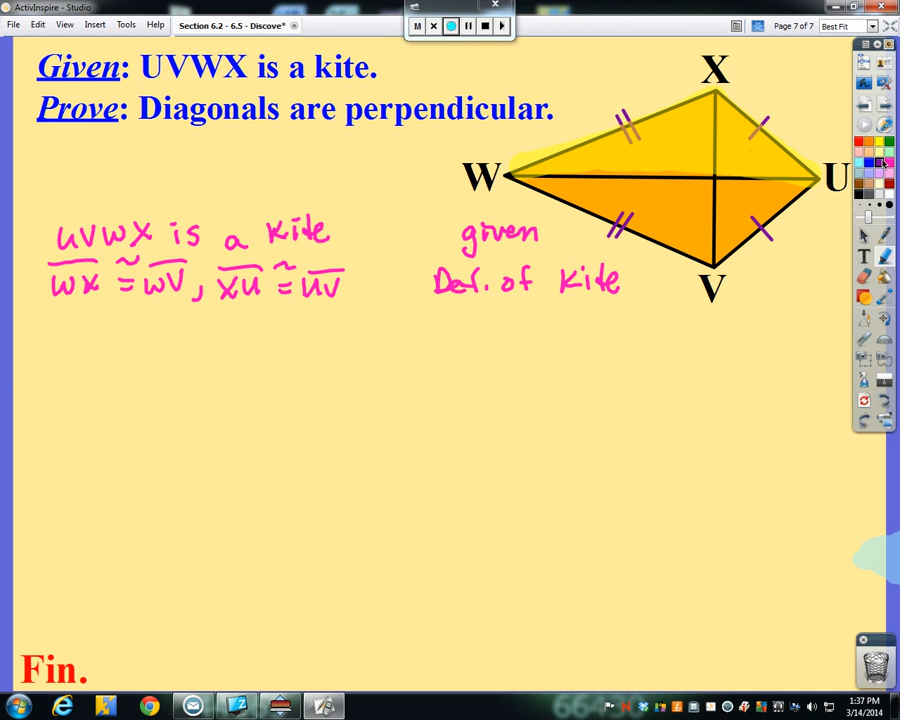 ActivInspire - Studio
File Edit View Insert Tools Help
Section 6.2 - 6.5 - Discove*
M
Page 7 of 7
Best Fit
Given: UVWX is a kite.
Prove: Diagonals are perpendicular.
X
W
U
V
UVWX is a kite given
WX ≅ WV, XU ≅ UV Def. of kite
T
Fin.
1:37 PM
3/14/2014